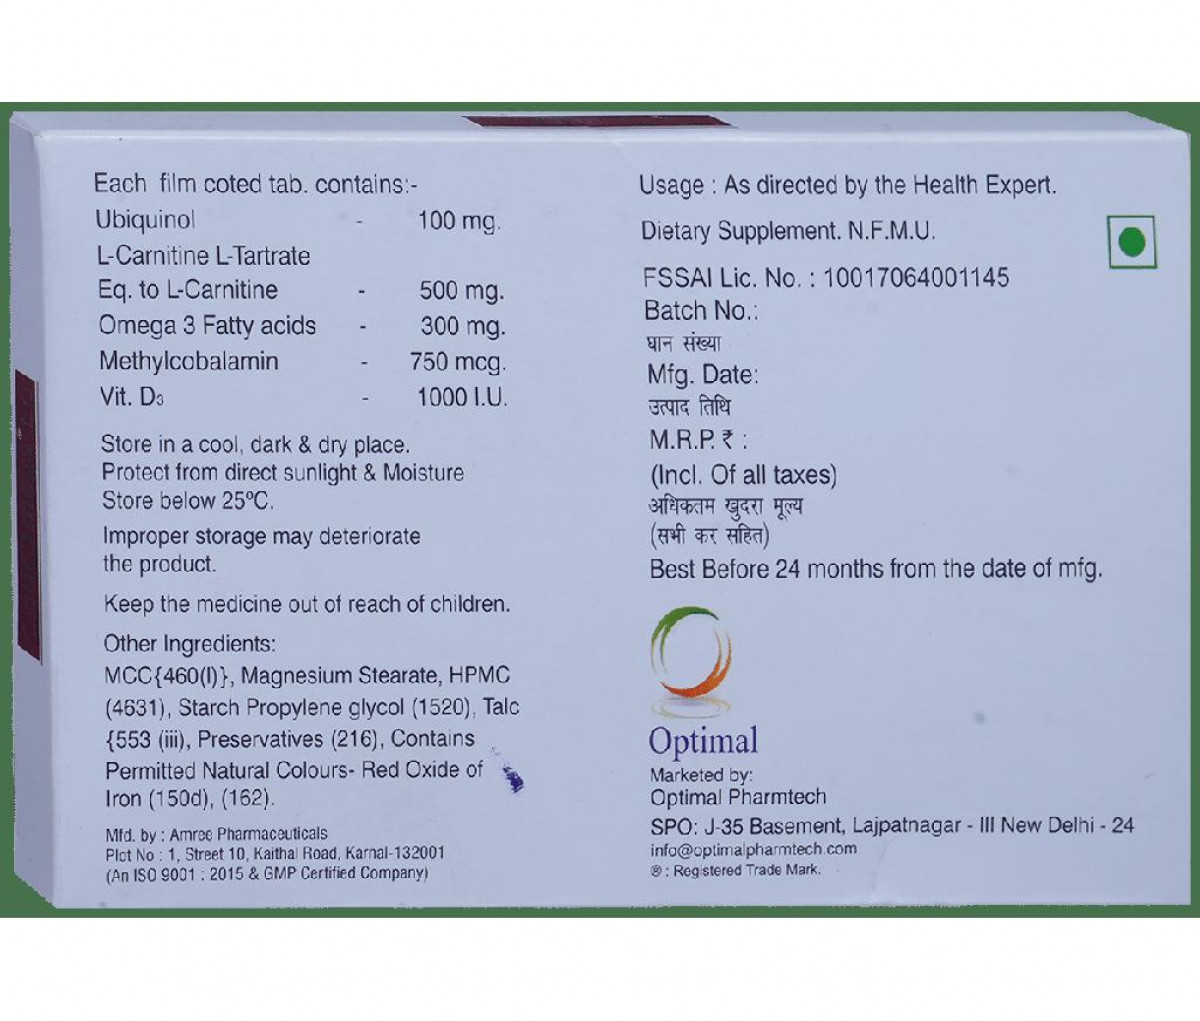 Each film coted tab. contains:-
Ubiquinol - 100 mg.
L-Carnitine L-Tartrate
Eq. to L-Carnitine - 500 mg.
Omega 3 Fatty acids - 300 mg.
Methylcobalamin - 750 mcg.
Vit. D3 - 1000 I.U.
Store in a cool, dark & dry place.
Protect from direct sunlight & Moisture
Store below 25ºC.
Improper storage may deteriorate
the product.
Keep the medicine out of reach of children.
Other Ingredients:
MCC{460(I)}, Magnesium Stearate, HPMC
(4631), Starch Propylene glycol (1520), Talc
{553 (iii), Preservatives (216), Contains
Permitted Natural Colours- Red Oxide of
Iron (150d), (162).
Mfd. by : Amree Pharmaceuticals
Plot No : 1, Street 10, Kaithal Road, Karnal-132001
(An ISO 9001 : 2015 & GMP Certified Company)
Usage : As directed by the Health Expert.
Dietary Supplement. N.F.M.U.
FSSAI Lic. No. : 10017064001145
Batch No.:
घान संख्या
Mfg. Date:
उत्पाद तिथि
M.R.P. ₹ :
(Incl. Of all taxes)
अधिकतम खुदरा मूल्य
(सभी कर सहित)
Best Before 24 months from the date of mfg.
Optimal
Marketed by:
Optimal Pharmtech
SPO: J-35 Basement, Lajpatnagar - III New Delhi - 24
info@optimalpharmtech.com
® : Registered Trade Mark.